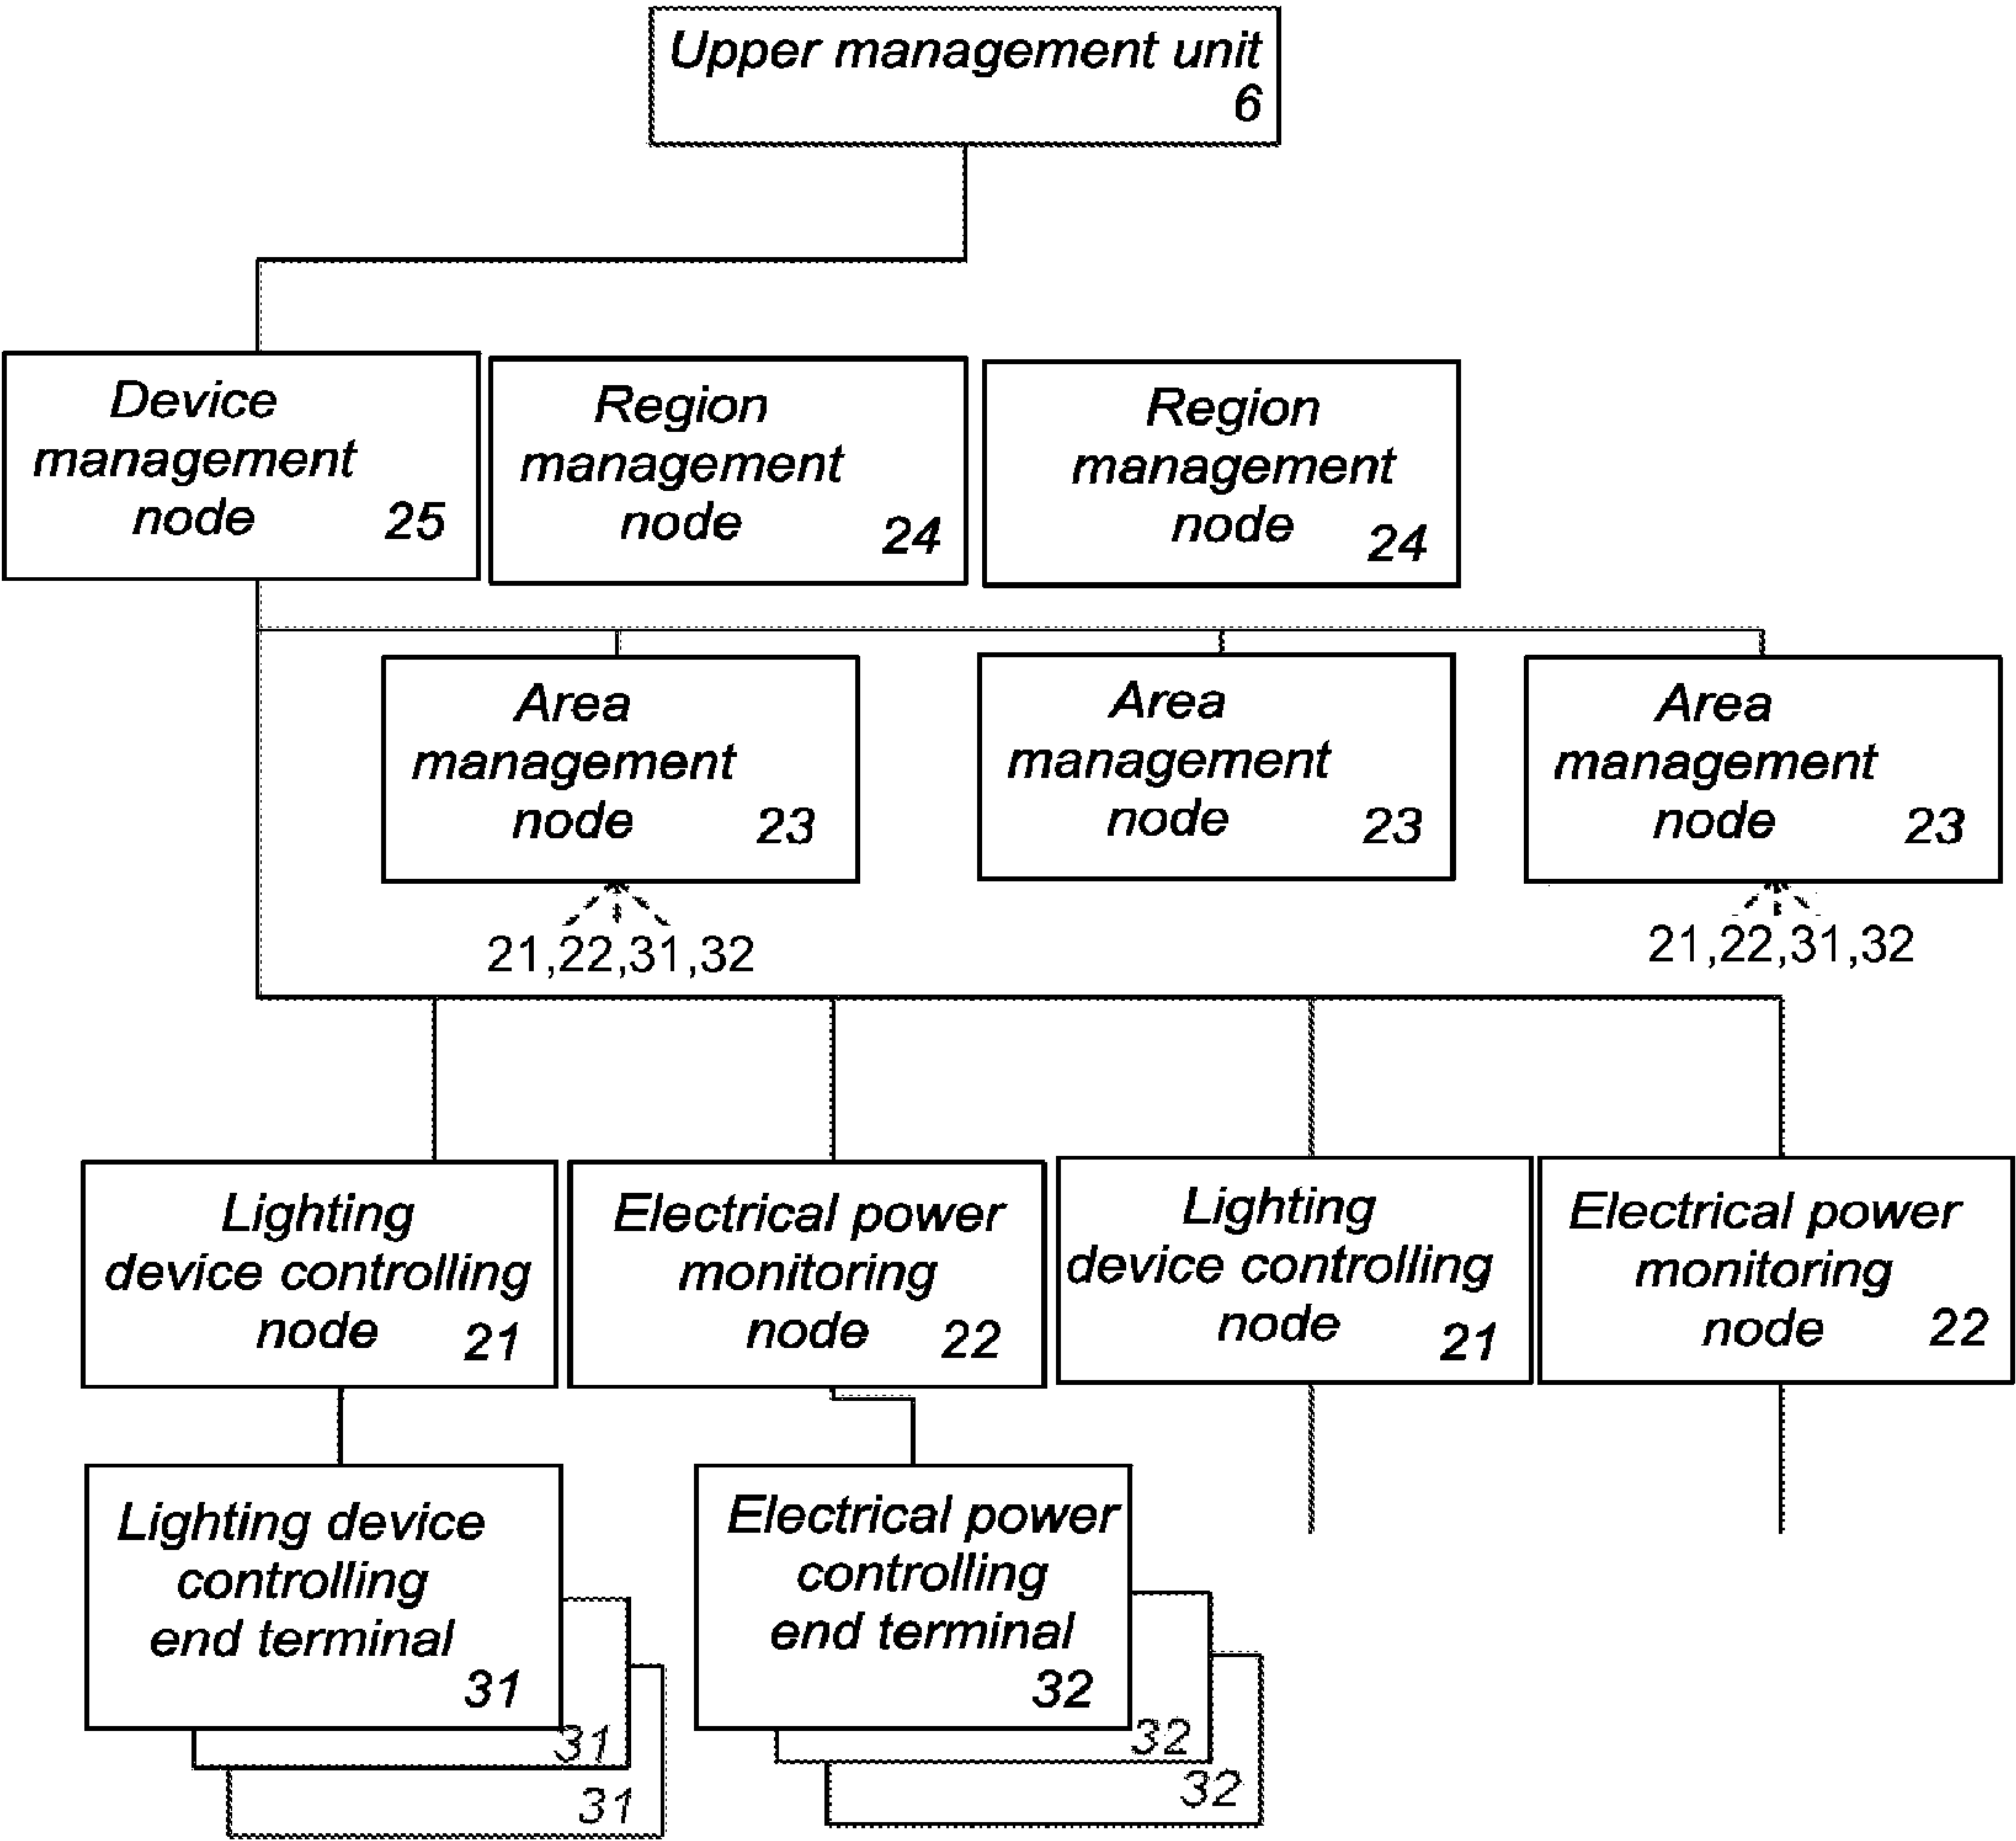 Upper management unit
6
Device
management
node 25
Region
management
node 24
Region
management
node 24
Area
management
node 23
Area
management
node 23
Area
management
node 23
21,22,31,32
21,22,31,32
Lighting
device controlling
node 21
Electrical power
monitoring
node 22
Lighting
device controlling
node 21
Electrical power
monitoring
node 22
Lighting device
controlling
end terminal
31
31
31
Electrical power
controlling
end terminal
32
32
32